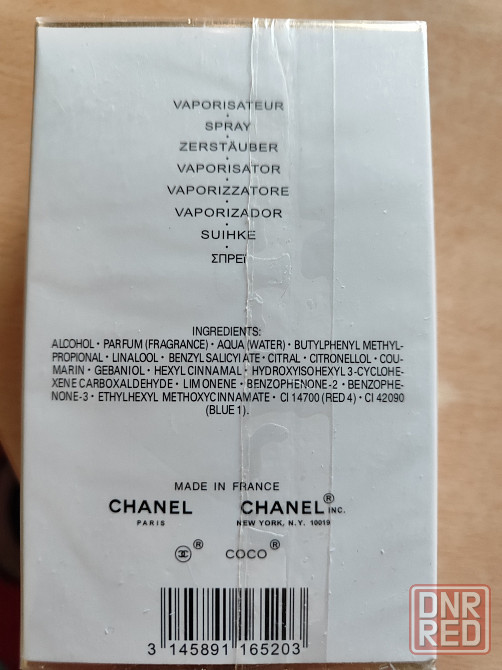 VAPORISATEUR
SPRAY
ZERSTÄUBER
VAPORISATOR
VAPORIZZATORE
VAPORIZADOR
SUIHKE
ΣΠΡΕΪ
INGREDIENTS:
ALCOHOL • PARFUM (FRAGRANCE) • AQUA (WATER) • BUTYLPHENYL METHYL-
PROPIONAL • LINALOOL • BENZYL SALICYIATE • CITRAL • CITRONELLOL • COU-
MARIN • GEBANIOL • HEXYL CINNAMAL • HYDROXYISOHEXYL 3-CYCLOHE-
XENE CARBOXALDEHYDE • LIMONENE • BENZOPHENONE-2 • BENZOPHE-
NONE-3 • ETHYLHEXYL METHOXYCINNAMATE • CI 14700 (RED 4) • CI 42090
(BLUE 1).
MADE IN FRANCE
CHANEL CHANEL® INC.
PARIS NEW YORK, N.Y. 10019
® COCO®
3 145891 165203
DNR
RED